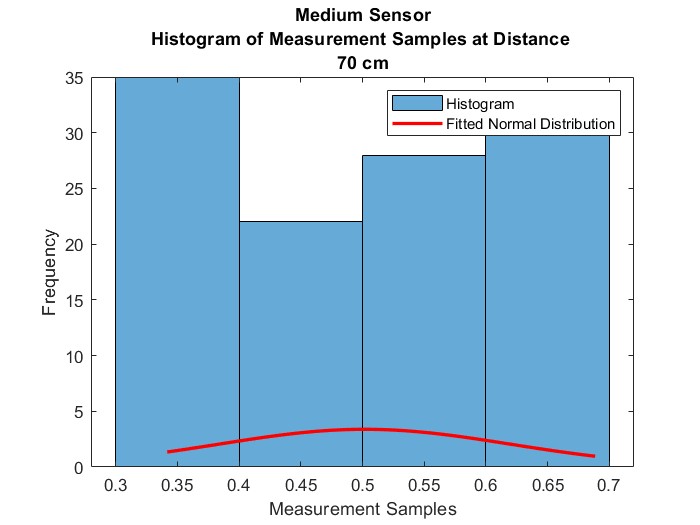 Medium Sensor
Histogram of Measurement Samples at Distance
70 cm
35
30
25
20
15
10
5
0
Frequency
Histogram
Fitted Normal Distribution
0.3 0.35 0.4 0.45 0.5 0.55 0.6 0.65 0.7
Measurement Samples